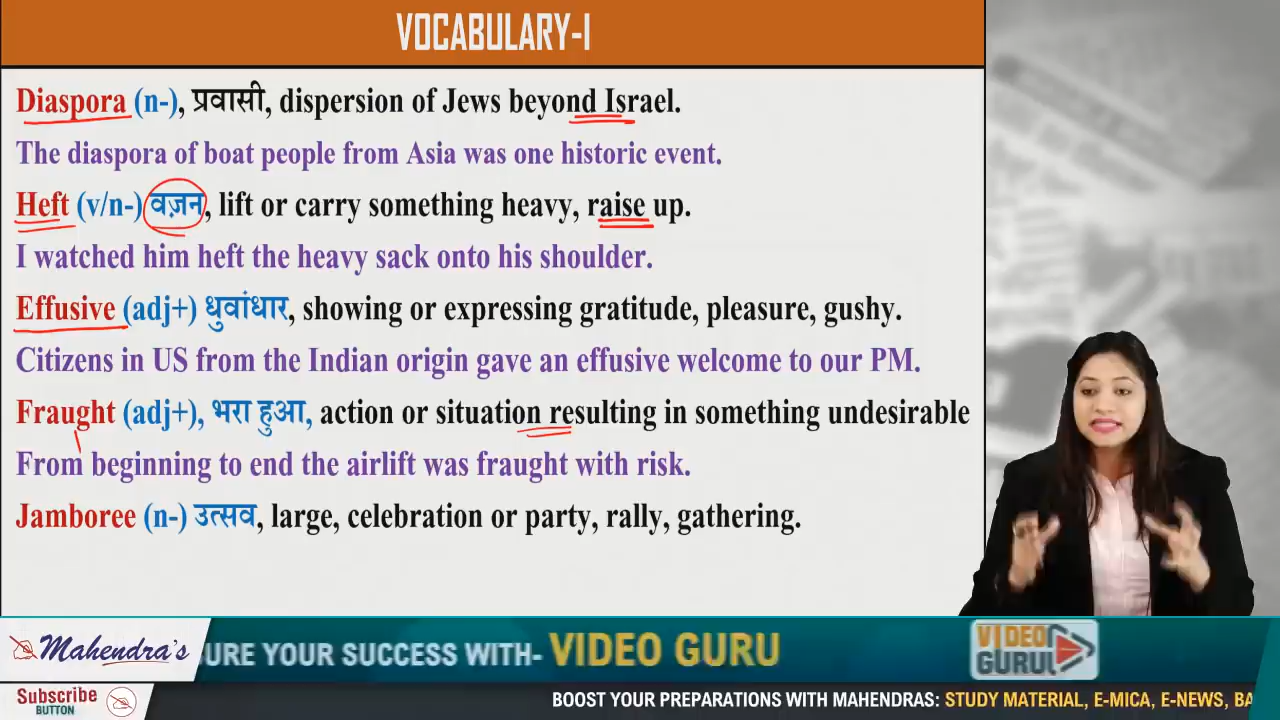 VOCABULARY-I
Diaspora (n-), प्रवासी, dispersion of Jews beyond Israel.
The diaspora of boat people from Asia was one historic event.
Heft (v/n-) वज़न, lift or carry something heavy, raise up.
I watched him heft the heavy sack onto his shoulder.
Effusive (adj+) धुवांधार, showing or expressing gratitude, pleasure, gushy.
Citizens in US from the Indian origin gave an effusive welcome to our PM.
Fraught (adj+), भरा हुआ, action or situation resulting in something undesirable
From beginning to end the airlift was fraught with risk.
Jamboree (n-) उत्सव, large, celebration or party, rally, gathering.
Mahendra's
SURE YOUR SUCCESS WITH- VIDEO GURU
VIDEO
GURU
Subscribe
BUTTON
BOOST YOUR PREPARATIONS WITH MAHENDRAS: STUDY MATERIAL, E-MICA, E-NEWS, BA